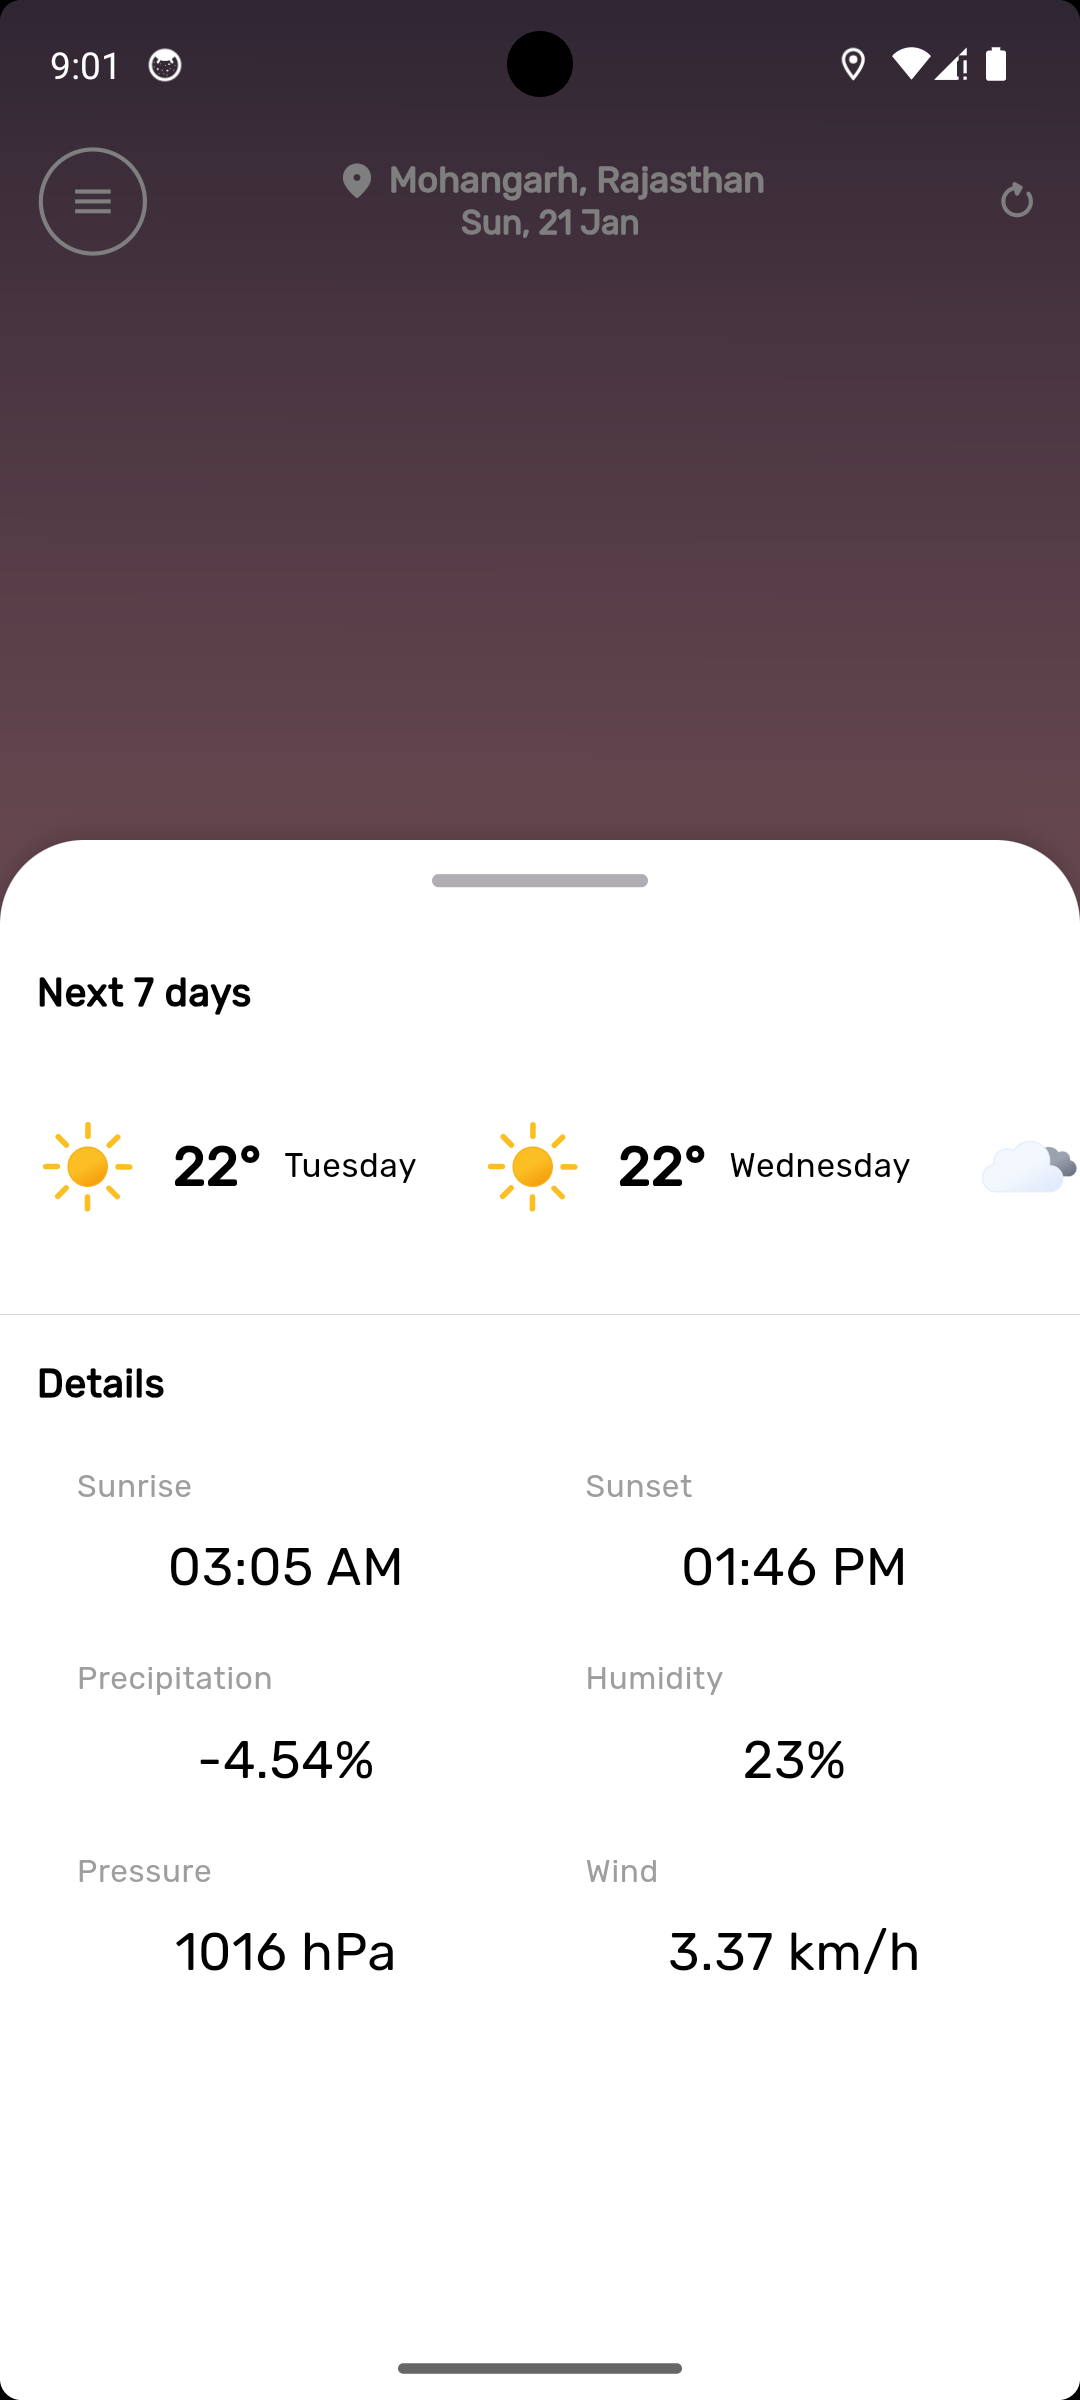 9:01
Mohangarh, Rajasthan
Sun, 21 Jan
Next 7 days
22° Tuesday 22° Wednesday
Details
Sunrise Sunset
03:05 AM 01:46 PM
Precipitation Humidity
-4.54% 23%
Pressure Wind
1016 hPa 3.37 km/h